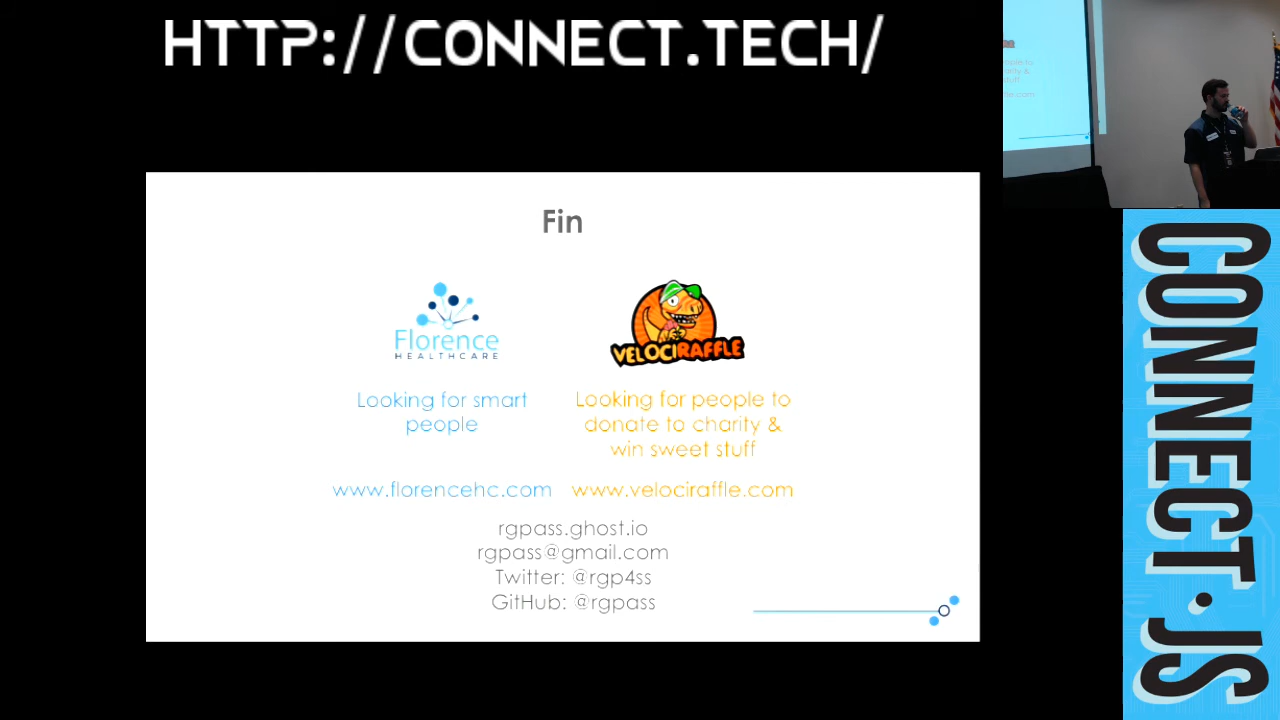 HTTP://CONNECT.TECH/
Fin
Florence
HEALTHCARE
VELOCIRAFFLE
Looking for smart
people
Looking for people to
donate to charity &
win sweet stuff
www.florencehc.com
www.velociraffle.com
rgpass.ghost.io
rgpass@gmail.com
Twitter: @rgp4ss
GitHub: @rgpass
CONNECT.JS